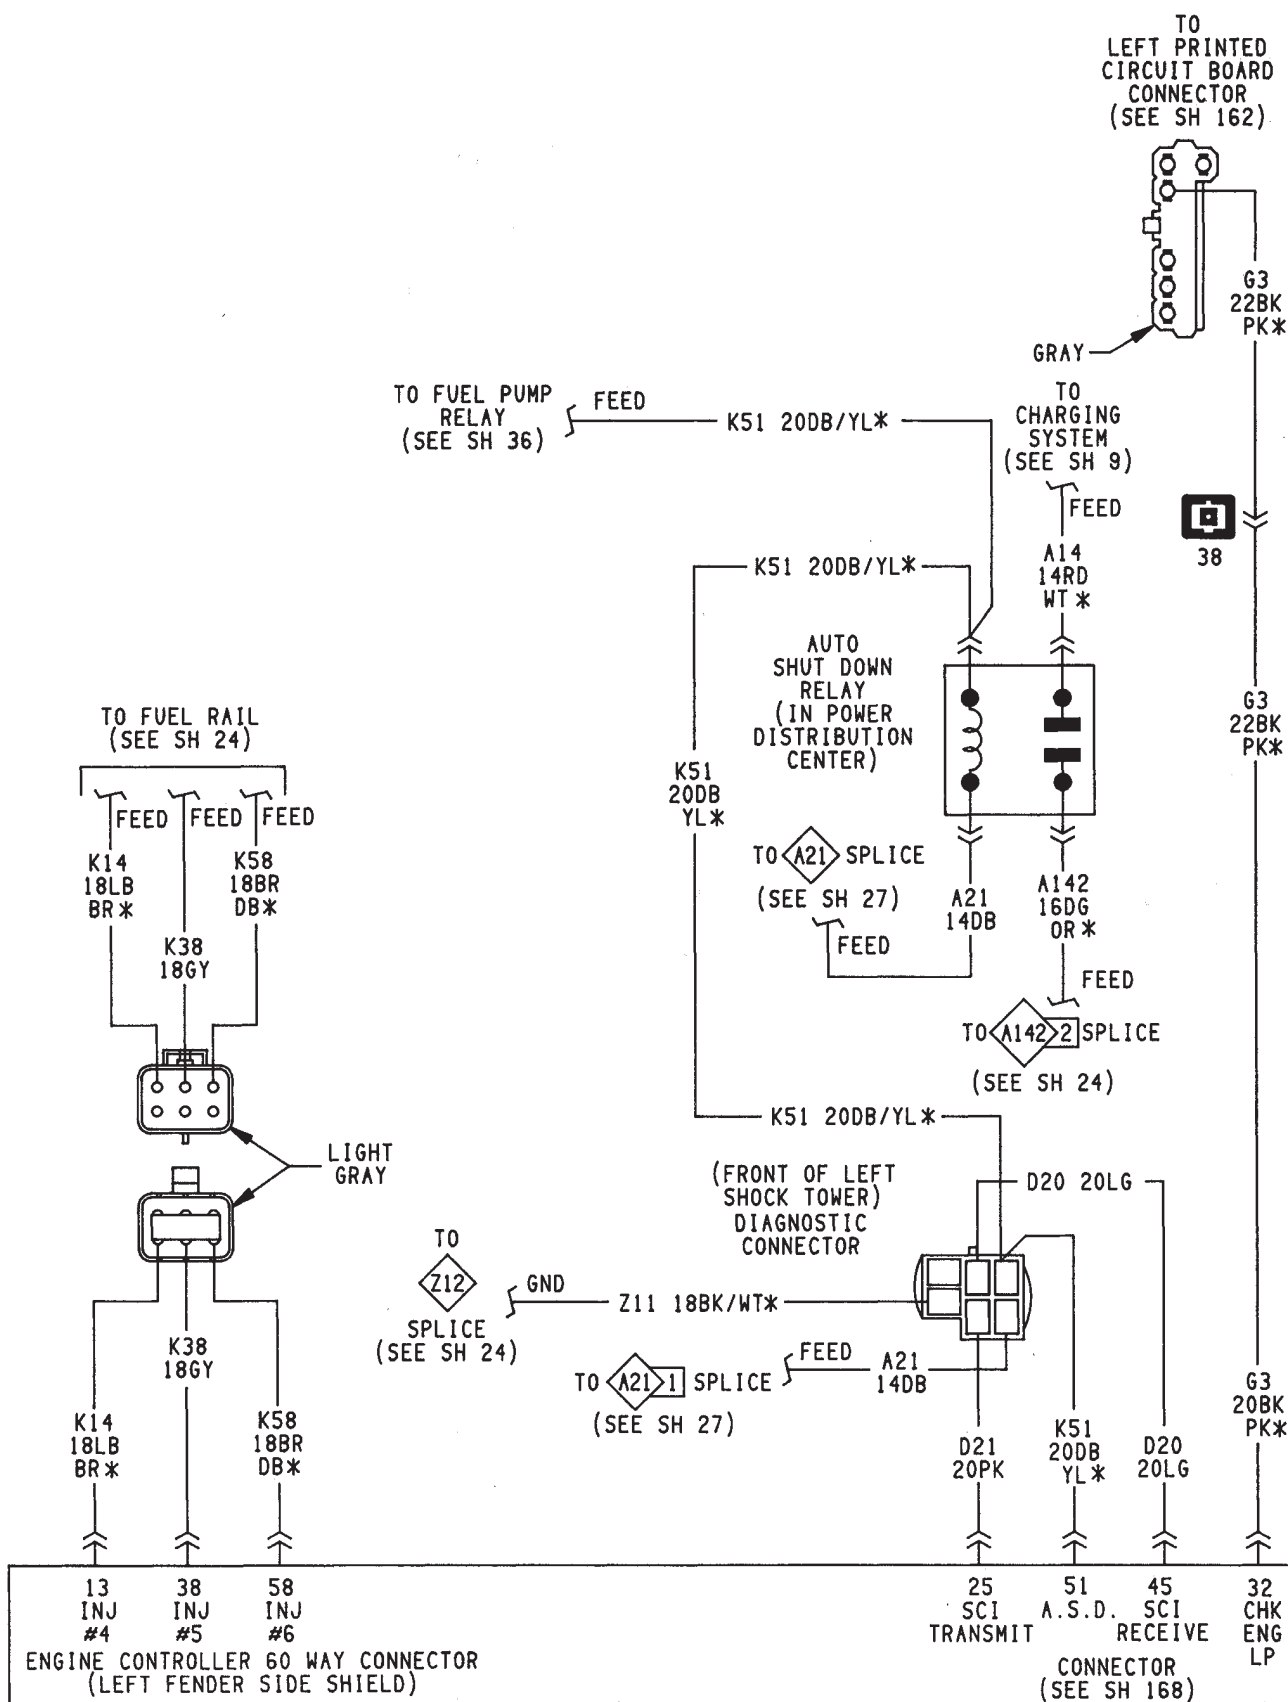 TO
LEFT PRINTED
CIRCUIT BOARD
CONNECTOR
(SEE SH 162)
G3
22BK
PK*
GRAY
TO FUEL PUMP
RELAY
(SEE SH 36)
FEED
K51 20DB/YL*
TO
CHARGING
SYSTEM
(SEE SH 9)
FEED
38
K51 20DB/YL*
A14
14RD
WT*
AUTO
SHUT DOWN
RELAY
(IN POWER
DISTRIBUTION
CENTER)
G3
22BK
PK*
TO FUEL RAIL
(SEE SH 24)
FEED
FEED
FEED
K51
20DB
YL*
K14
18LB
BR*
K58
18BR
DB*
K38
18GY
TO A21 SPLICE
(SEE SH 27)
FEED
A21
14DB
A142
16DG
OR*
FEED
TO A142 2 SPLICE
(SEE SH 24)
K51 20DB/YL*
LIGHT
GRAY
(FRONT OF LEFT
SHOCK TOWER)
DIAGNOSTIC
CONNECTOR
D20 20LG
TO
Z12
SPLICE
(SEE SH 24)
GND
Z11 18BK/WT*
TO A21 1 SPLICE
(SEE SH 27)
FEED
A21
14DB
K38
18GY
K14
18LB
BR*
K58
18BR
DB*
D21
20PK
K51
20DB
YL*
D20
20LG
G3
20BK
PK*
13
INJ
#4
38
INJ
#5
58
INJ
#6
25
SCI
TRANSMIT
51
A.S.D.
45
SCI
RECEIVE
32
CHK
ENG
LP
ENGINE CONTROLLER 60 WAY CONNECTOR
(LEFT FENDER SIDE SHIELD)
CONNECTOR
(SEE SH 168)